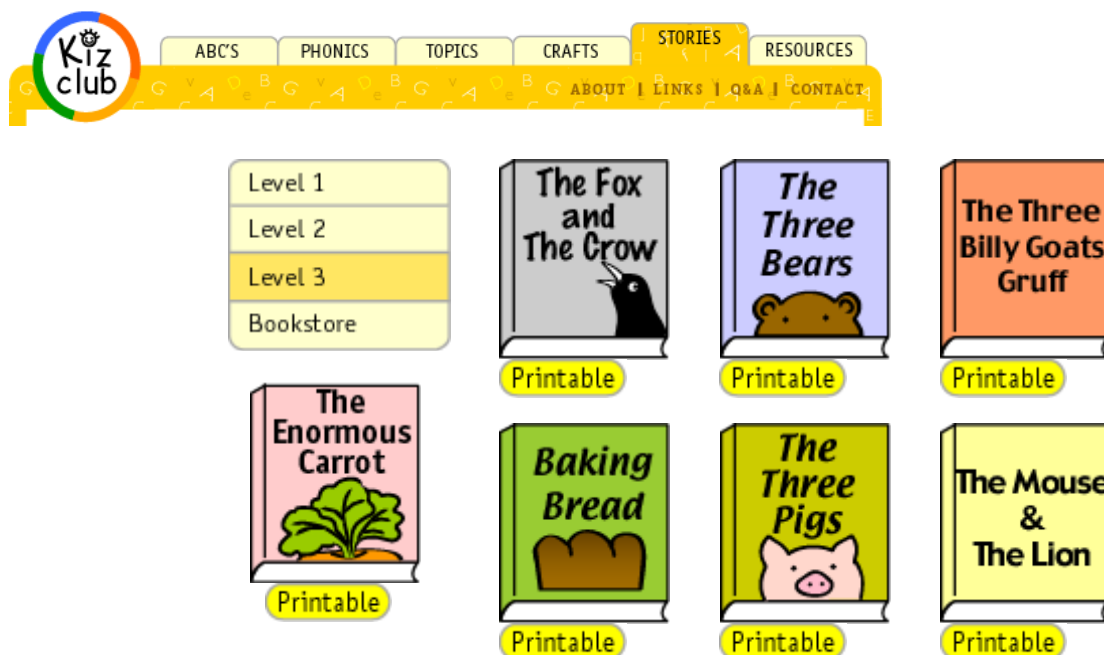 Kiz
club
ABC'S
PHONICS
TOPICS
CRAFTS
STORIES
RESOURCES
ABOUT | LINKS | Q&A | CONTACT
Level 1
Level 2
Level 3
Bookstore
The Fox
and
The Crow
Printable
The
Three
Bears
Printable
The Three
Billy Goats
Gruff
Printable
The
Enormous
Carrot
Printable
Baking
Bread
Printable
The
Three
Pigs
Printable
The Mouse
&
The Lion
Printable